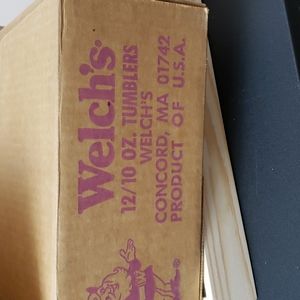 Welch's®
12/10 OZ. TUMBLERS
WELCH'S
CONCORD, MA 01742
PRODUCT OF U.S.A.
W
®